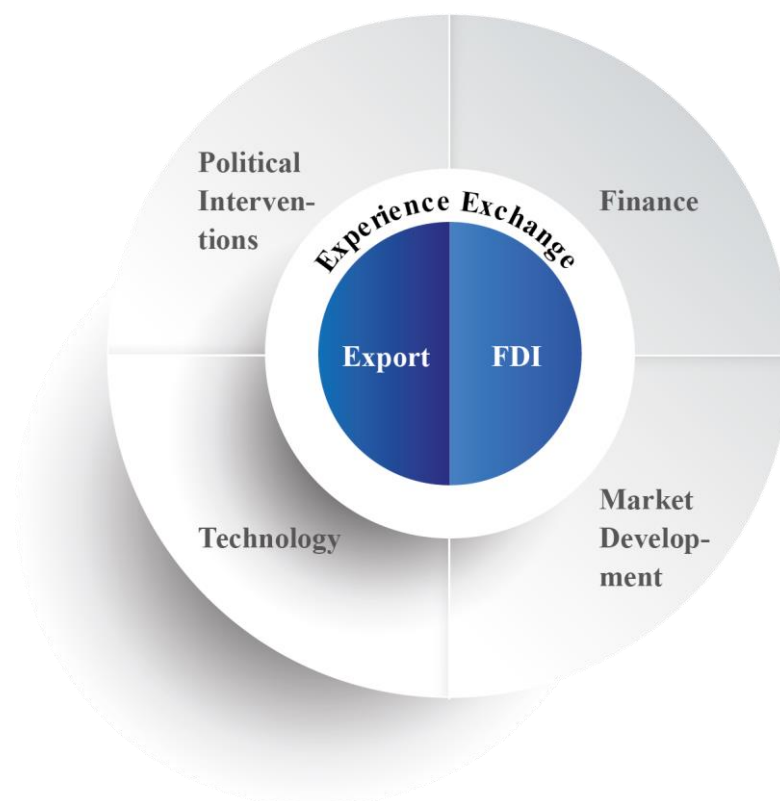 Political
Interven-
tions
Finance
Experience Exchange
Export
FDI
Technology
Market
Develop-
ment